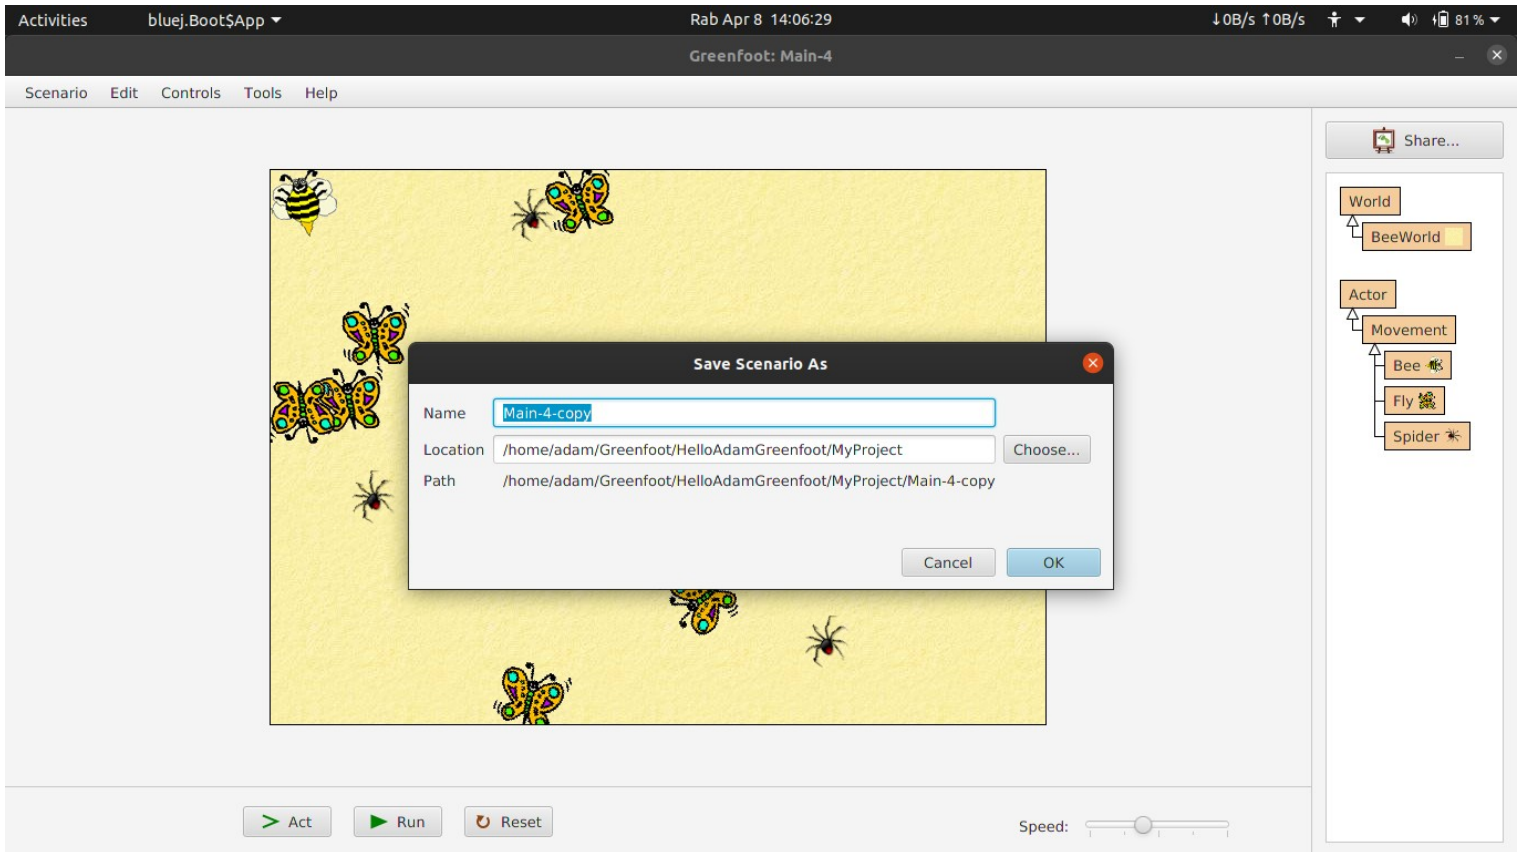 Activities bluej.Boot$App Rab Apr 8 14:06:29 ↓0B/s ↑0B/s 81%
Greenfoot: Main-4
Scenario Edit Controls Tools Help
Share...
World
BeeWorld
Actor
Movement
Bee
Fly
Spider
Save Scenario As
Name Main-4-copy
Location /home/adam/Greenfoot/HelloAdamGreenfoot/MyProject Choose...
Path /home/adam/Greenfoot/HelloAdamGreenfoot/MyProject/Main-4-copy
Cancel OK
Act Run Reset Speed: